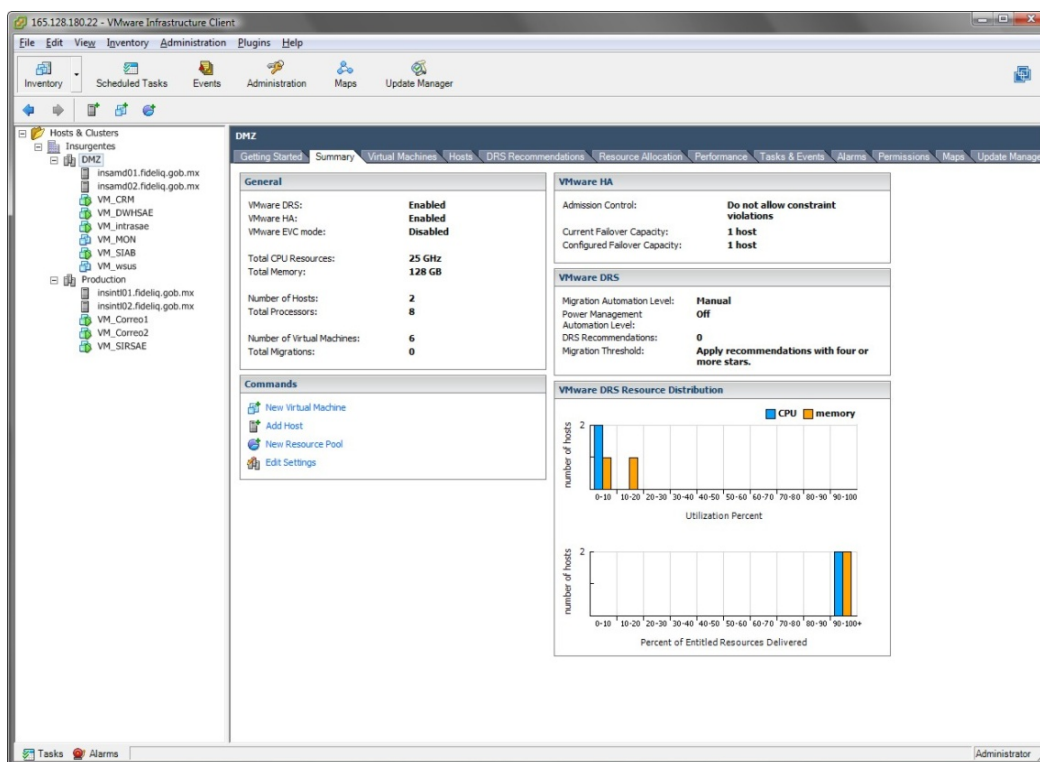 165.128.180.22 - VMware Infrastructure Client
File Edit View Inventory Administration Plugins Help
Inventory Scheduled Tasks Events Administration Maps Update Manager
Hosts & Clusters
Insurgentes
DMZ
insamd01.fideliq.gob.mx
insamd02.fideliq.gob.mx
VM_CRM
VM_DWHSAE
VM_intrasae
VM_MON
VM_SIAB
VM_wsus
Production
insintl01.fideliq.gob.mx
insintl02.fideliq.gob.mx
VM_Correo1
VM_Correo2
VM_SIRSAE
DMZ
Getting Started Summary Virtual Machines Hosts DRS Recommendations Resource Allocation Performance Tasks & Events Alarms Permissions Maps Update Manage
General
VMware DRS: Enabled
VMware HA: Enabled
VMware EVC mode: Disabled
Total CPU Resources: 25 GHz
Total Memory: 128 GB
Number of Hosts: 2
Total Processors: 8
Number of Virtual Machines: 6
Total Migrations: 0
Commands
New Virtual Machine
Add Host
New Resource Pool
Edit Settings
VMware HA
Admission Control: Do not allow constraint
violations
Current Failover Capacity: 1 host
Configured Failover Capacity: 1 host
VMware DRS
Migration Automation Level: Manual
Power Management Off
Automation Level:
DRS Recommendations: 0
Migration Threshold: Apply recommendations with four or
more stars.
VMware DRS Resource Distribution
CPU memory
2
number of hosts
0-10 10-20 20-30 30-40 40-50 50-60 60-70 70-80 80-90 90-100
Utilization Percent
2
number of hosts
0-10 10-20 20-30 30-40 40-50 50-60 60-70 70-80 80-90 90-100+
Percent of Entitled Resources Delivered
Tasks Alarms Administrator